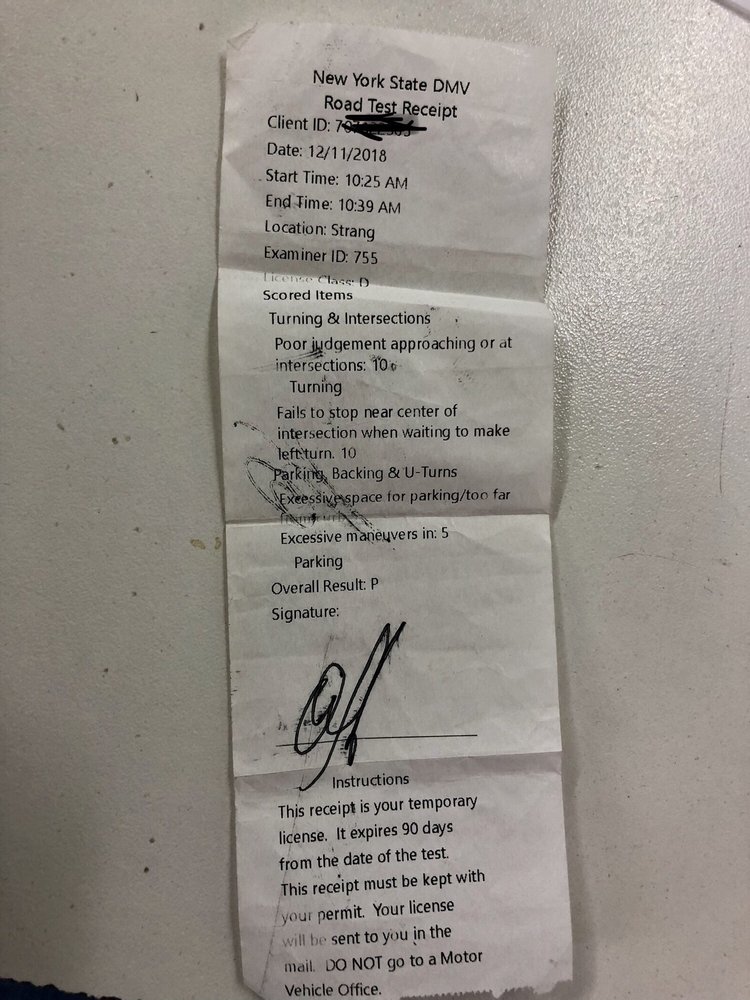 New York State DMV
Road Test Receipt
Client ID:
Date: 12/11/2018
Start Time: 10:25 AM
End Time: 10:39 AM
Location: Strang
Examiner ID: 755
License Class: D
Scored Items
Turning & Intersections
Poor judgement approaching or at
intersections: 10
Turning
Fails to stop near center of
intersection when waiting to make
left turn. 10
Parking, Backing & U-Turns
Excessive space for parking/too far
Excessive maneuvers in: 5
Parking
Overall Result: P
Signature:
Instructions
This receipt is your temporary
license. It expires 90 days
from the date of the test.
This receipt must be kept with
your permit. Your license
will be sent to you in the
mail. DO NOT go to a Motor
Vehicle Office.